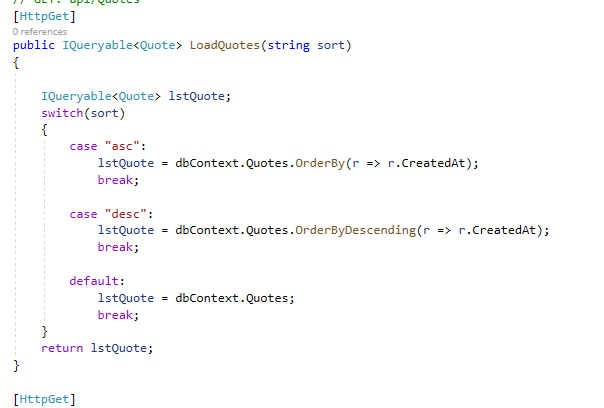 // GET: api/Quotes
[HttpGet]
0 references
public IQueryable<Quote> LoadQuotes(string sort)
{
IQueryable<Quote> lstQuote;
switch(sort)
{
case "asc":
lstQuote = dbContext.Quotes.OrderBy(r => r.CreatedAt);
break;
case "desc":
lstQuote = dbContext.Quotes.OrderByDescending(r => r.CreatedAt);
break;
default:
lstQuote = dbContext.Quotes;
break;
}
return lstQuote;
}
[HttpGet]